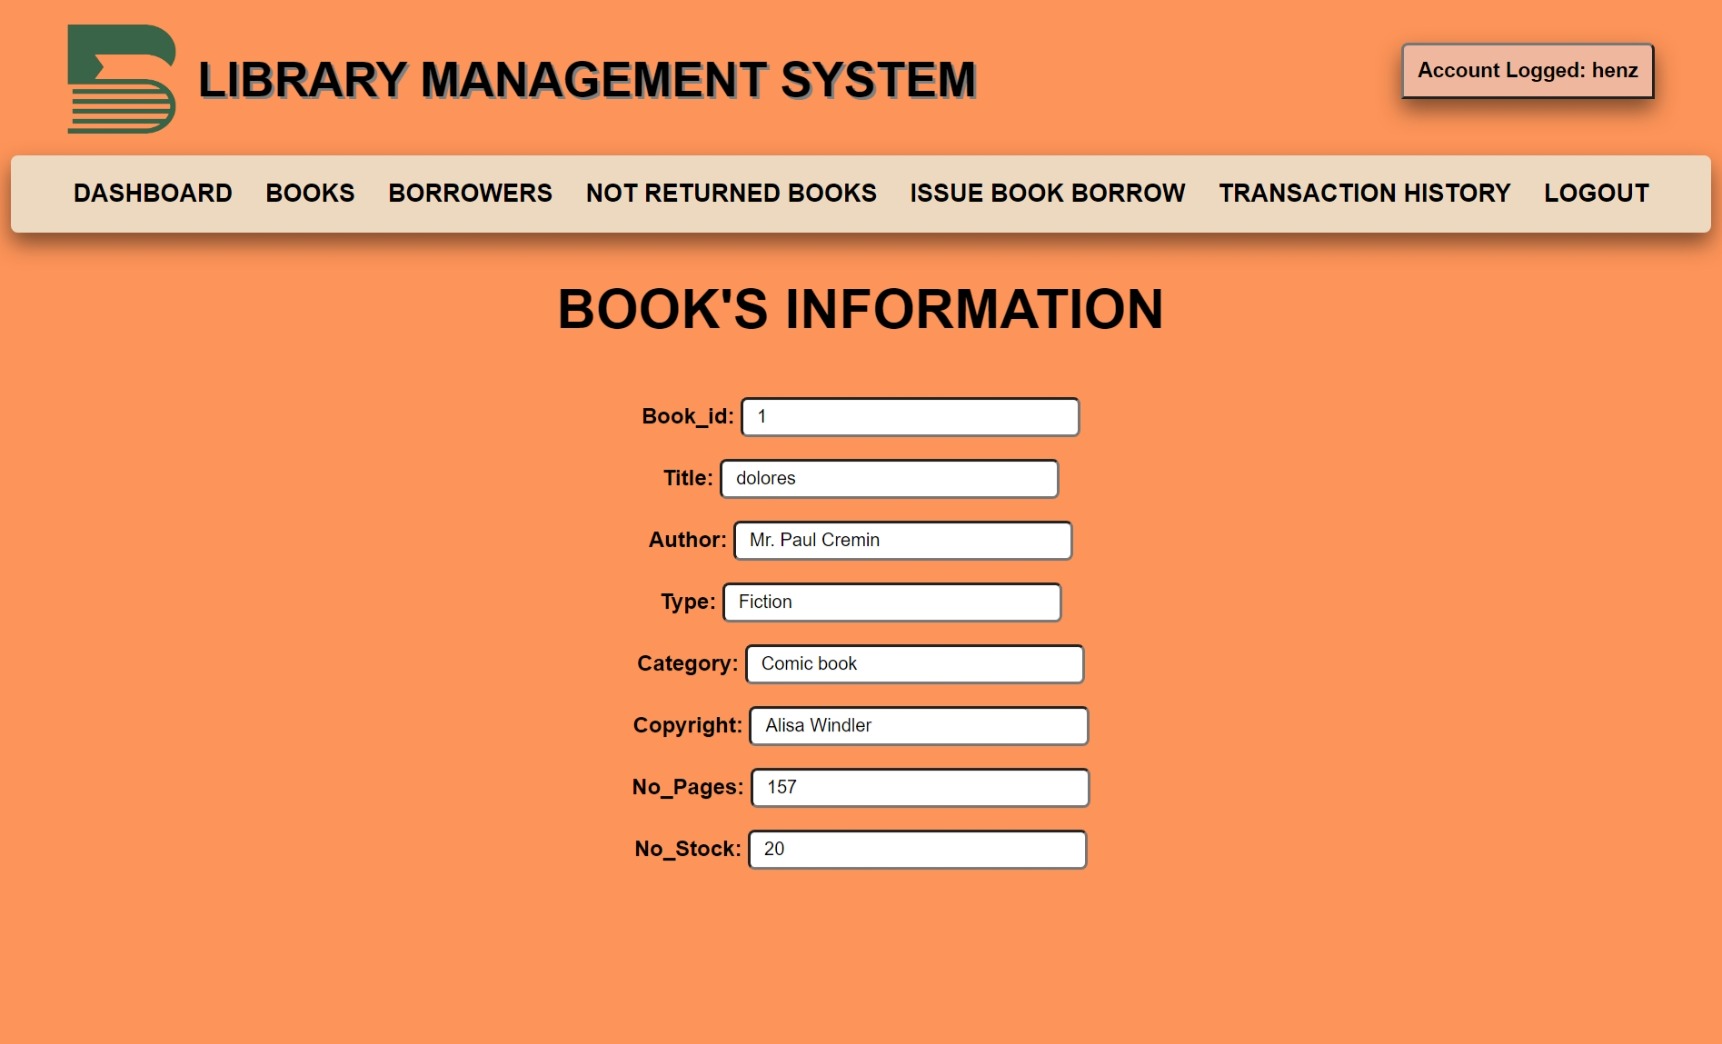 LIBRARY MANAGEMENT SYSTEM
Account Logged: henz
DASHBOARD BOOKS BORROWERS NOT RETURNED BOOKS ISSUE BOOK BORROW TRANSACTION HISTORY LOGOUT
BOOK'S INFORMATION
Book_id: 1
Title: dolores
Author: Mr. Paul Cremin
Type: Fiction
Category: Comic book
Copyright: Alisa Windler
No_Pages: 157
No_Stock: 20